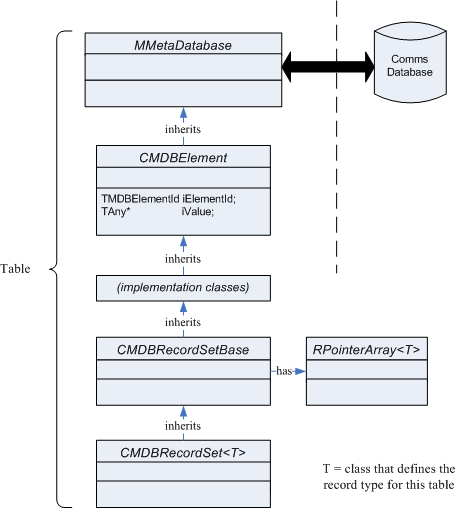 MMetaDatabase
Comms
Database
inherits
CMDBElement
TMDBElementId iElementId;
TAny* iValue;
inherits
Table
(implementation classes)
inherits
CMDBRecordSetBase
has
RPointerArray<T>
inherits
CMDBRecordSet<T>
T = class that defines the
record type for this table